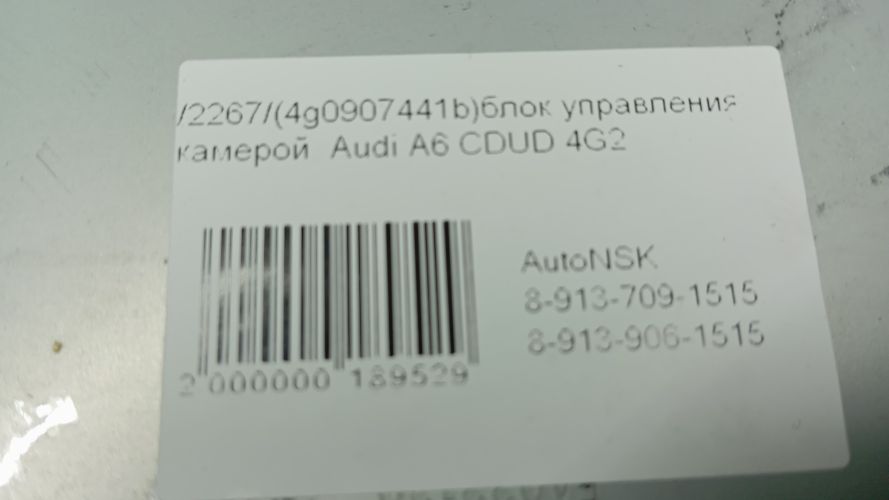 /2267/(4g0907441b)блок управления
камерой Audi A6 CDUD 4G2
AutoNSK
8-913-709-1515
8-913-906-1515
2 000000 189529